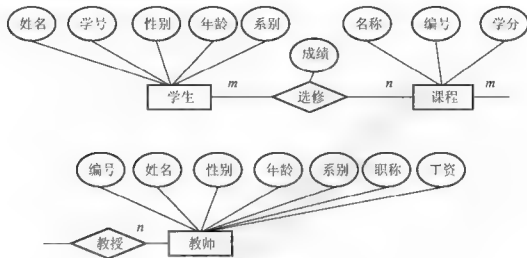 姓名 学号 性别 年龄 系别 名称 编号 学分
成绩
学生 m 选修 n 课程 m
编号 姓名 性别 年龄 系别 职称 工资
教授 n 教师